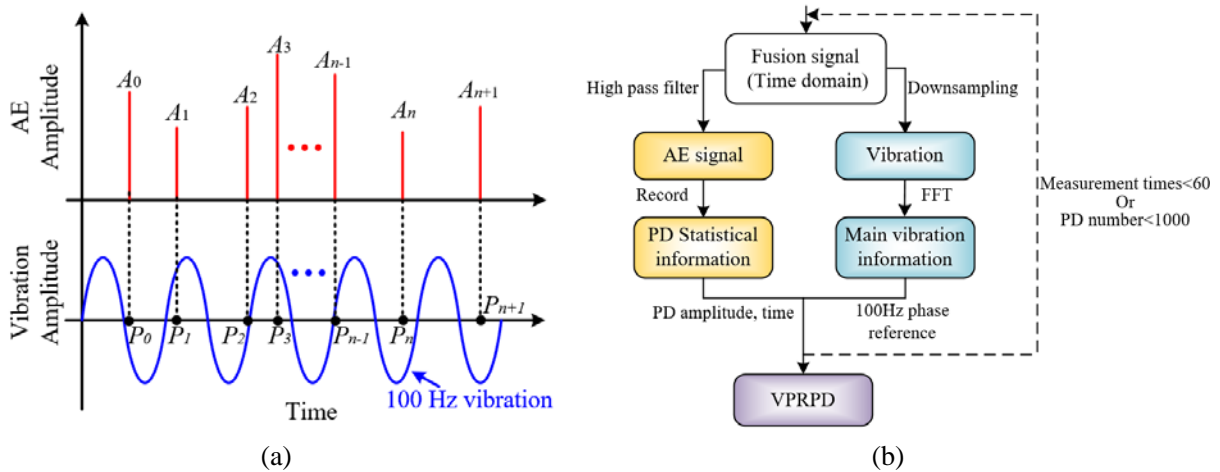 AE
Amplitude
A0
A1
A2
A3
An-1
An
An+1
Vibration
Amplitude
P0
P1
P2
P3
Pn-1
Pn
Pn+1
100 Hz vibration
Time
(a)
Fusion signal
(Time domain)
High pass filter
Downsampling
AE signal
Vibration
Record
FFT
PD Statistical
information
Main vibration
information
PD amplitude, time
100Hz phase
reference
Measurement times<60
Or
PD number<1000
VPRPD
(b)